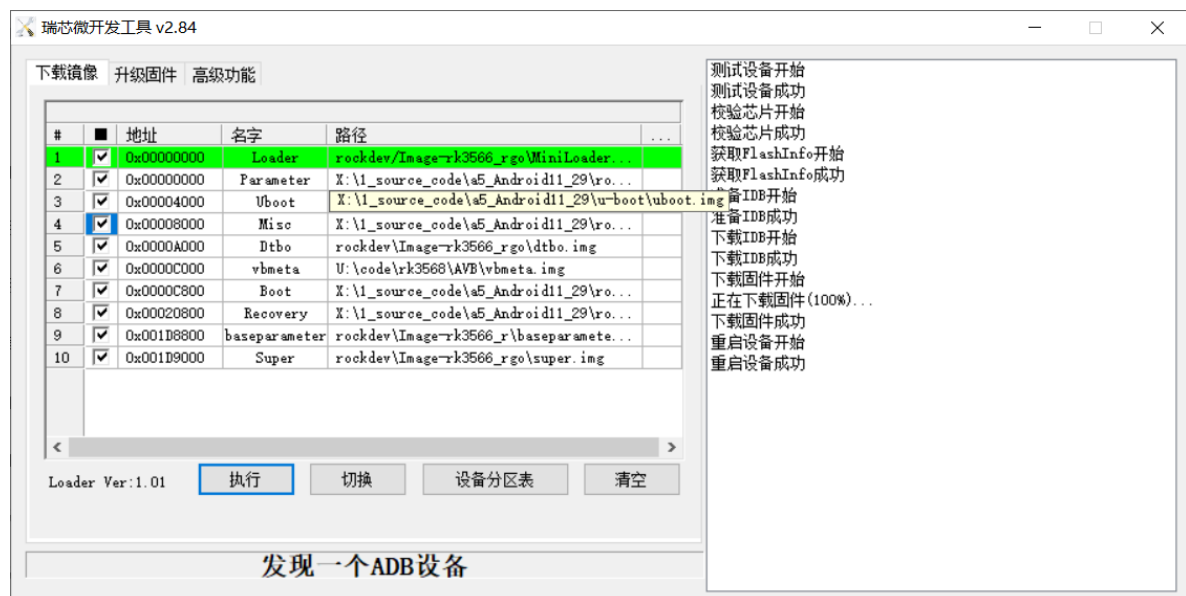 瑞芯微开发工具 v2.84
下载镜像 升级固件 高级功能
# 地址 名字 路径 ...
1 0x00000000 Loader rockdev/Image-rk3566_rgo\MiniLoader...
2 0x00000000 Parameter X:\1_source_code\a5_Android11_29\ro...
3 0x00004000 Uboot X:\1_source_code\a5_Android11_29\u-boot\uboot.img
4 0x00008000 Misc X:\1_source_code\a5_Android11_29\ro...
5 0x0000A000 Dtbo rockdev\Image-rk3566_rgo\dtbo.img
6 0x0000C000 vbmeta U:\code\rk3568\AVB\vbmeta.img
7 0x0000C800 Boot X:\1_source_code\a5_Android11_29\ro...
8 0x00020800 Recovery X:\1_source_code\a5_Android11_29\ro...
9 0x001D8800 baseparameter rockdev\Image-rk3566_r\baseparamete...
10 0x001D9000 Super rockdev\Image-rk3566_rgo\super.img
Loader Ver:1.01 执行 切换 设备分区表 清空
发现一个ADB设备
测试设备开始
测试设备成功
校验芯片开始
校验芯片成功
获取FlashInfo开始
获取FlashInfo成功
备IDB开始
准备IDB成功
下载IDB开始
下载IDB成功
下载固件开始
正在下载固件(100%)...
下载固件成功
重启设备开始
重启设备成功